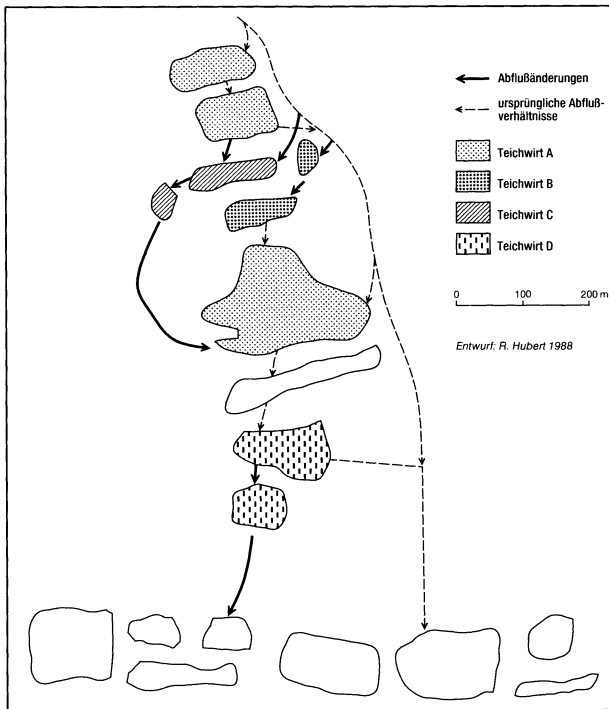 Abflußänderungen
ursprüngliche Abfluß-
verhältnisse
Teichwirt A
Teichwirt B
Teichwirt C
Teichwirt D
0 100 200 m
Entwurf: R. Hubert 1988